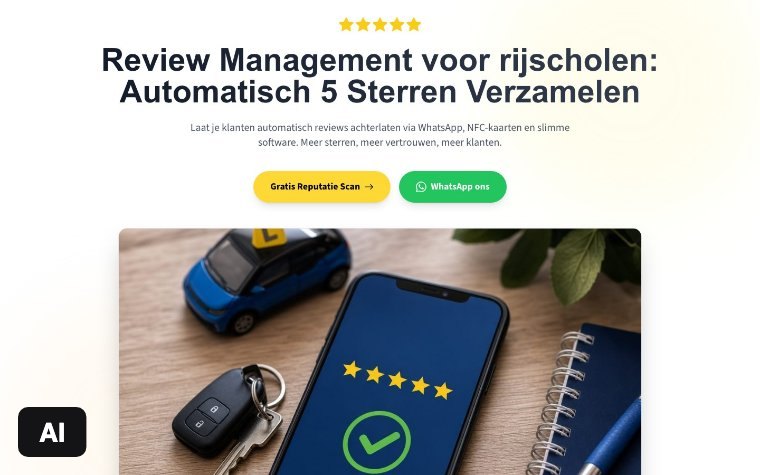 Review Management voor rijscholen:
Automatisch 5 Sterren Verzamelen
Laat je klanten automatisch reviews achterlaten via WhatsApp, NFC-kaarten en slimme
software. Meer sterren, meer vertrouwen, meer klanten.
Gratis Reputatie Scan →
WhatsApp ons
L
AI